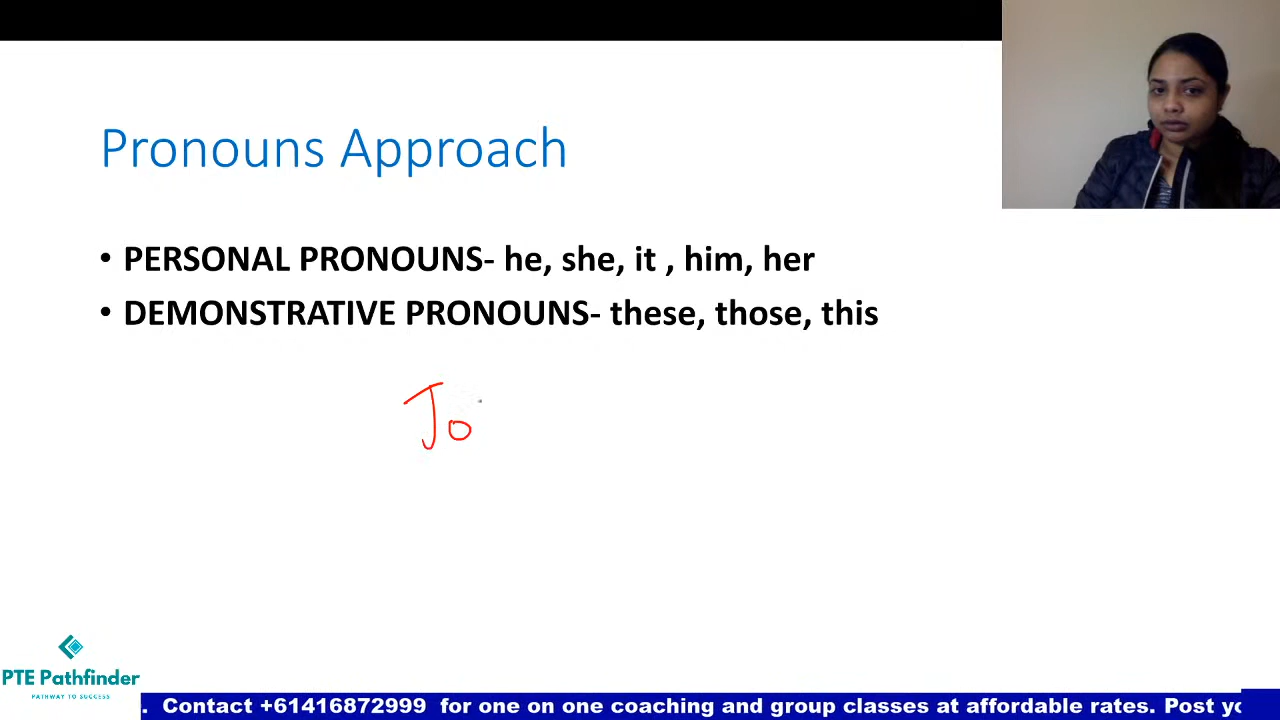 Pronouns Approach
• PERSONAL PRONOUNS- he, she, it , him, her
• DEMONSTRATIVE PRONOUNS- these, those, this
Jo
PTE Pathfinder
PATHWAY TO SUCCESS
. Contact +61416872999 for one on one coaching and group classes at affordable rates. Post